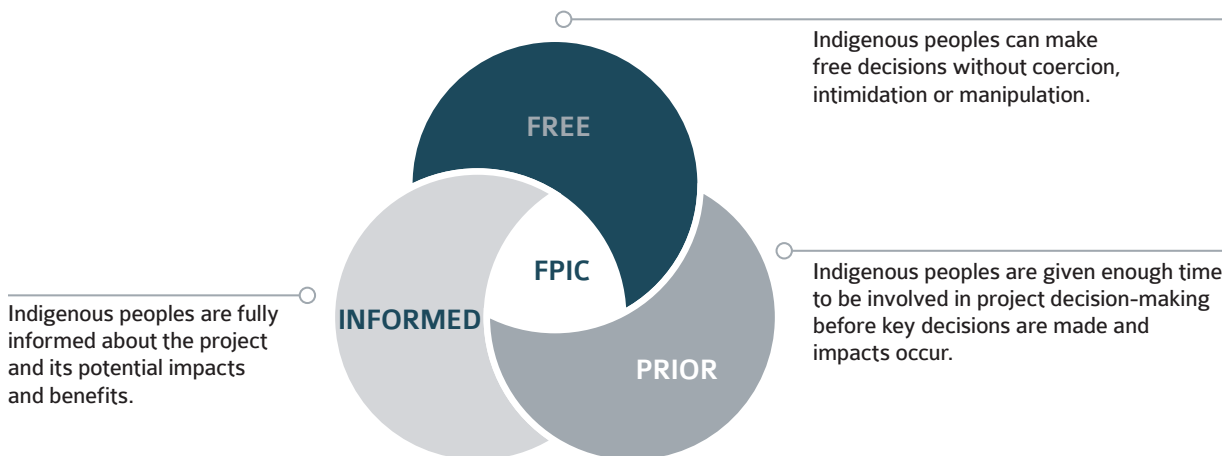 Indigenous peoples can make
free decisions without coercion,
intimidation or manipulation.
FREE
FPIC
Indigenous peoples are given enough time
to be involved in project decision-making
before key decisions are made and
impacts occur.
Indigenous peoples are fully
informed about the project
and its potential impacts
and benefits.
INFORMED
PRIOR